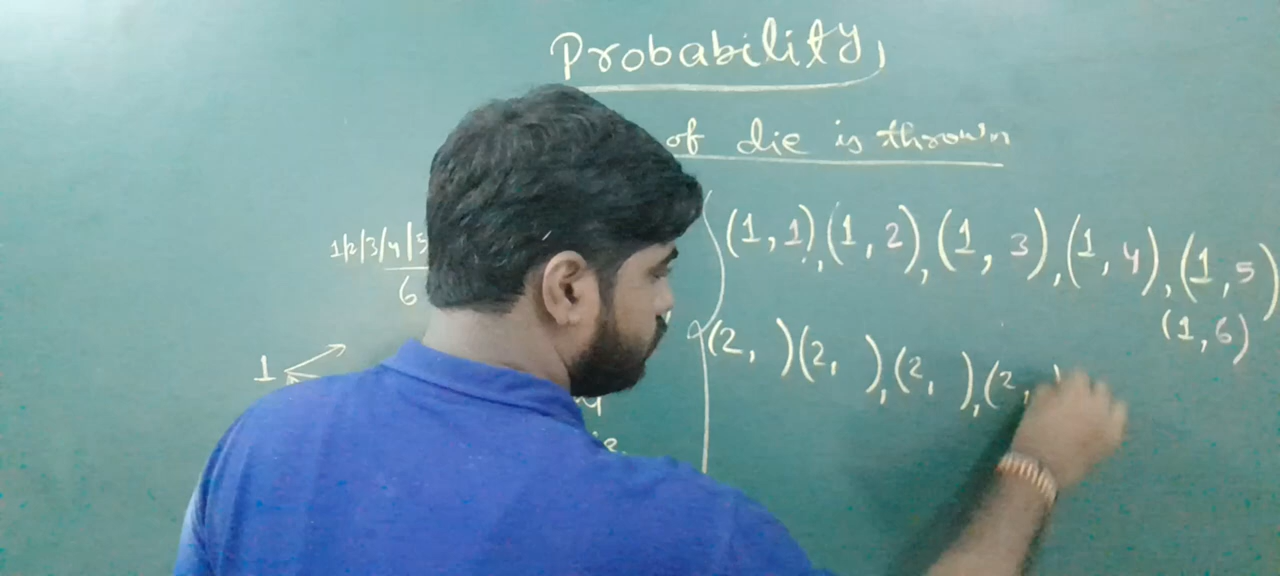 Probability,
of die is thrown
(1,1),(1,2),(1,3),(1,4),(1,5)
1/2/3/4/5
6
(1,6)
(2, )(2, ),(2, ),(2, )
1